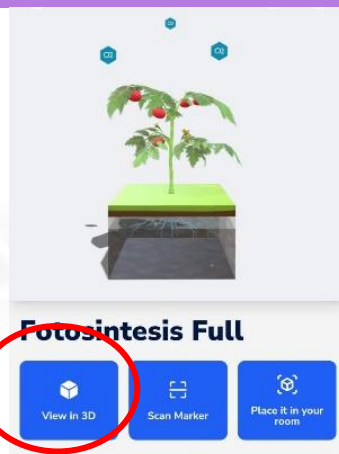 Fotosintesis Full
View in 3D
Scan Marker
Place it in your
room